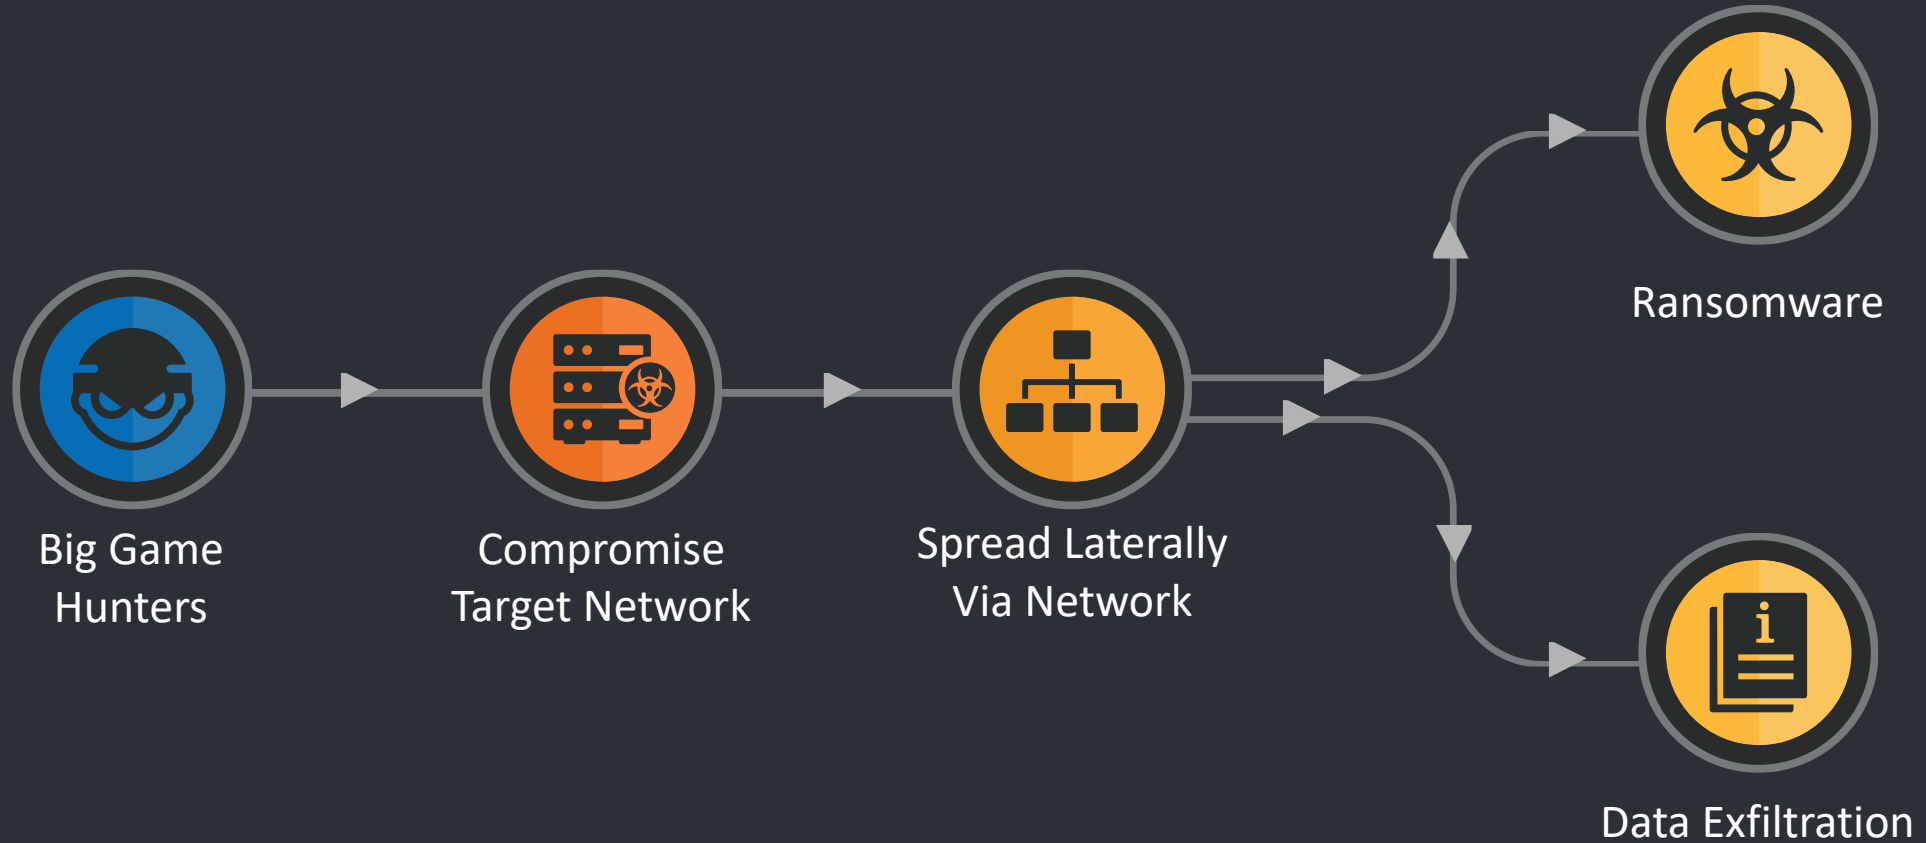 Big Game
Hunters
Compromise
Target Network
Spread Laterally
Via Network
Ransomware
Data Exfiltration